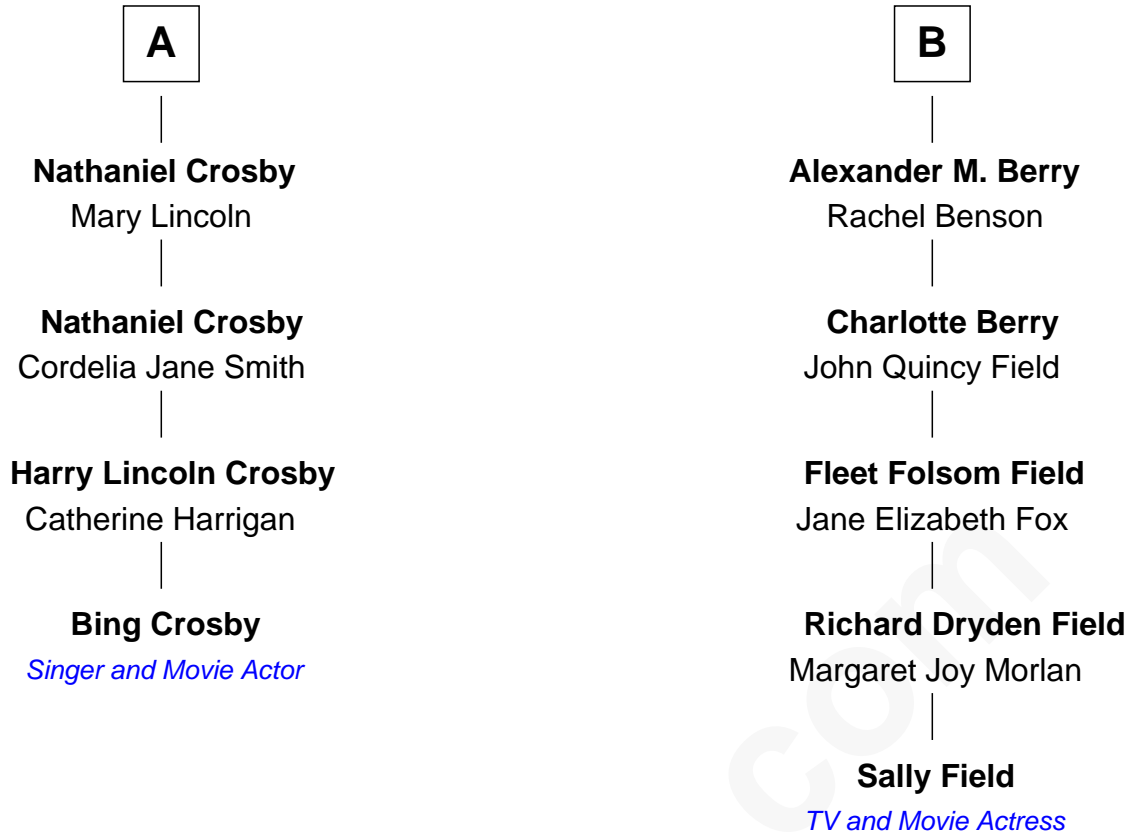 A
Nathaniel Crosby
Mary Lincoln
Nathaniel Crosby
Cordelia Jane Smith
Harry Lincoln Crosby
Catherine Harrigan
Bing Crosby
Singer and Movie Actor
B
Alexander M. Berry
Rachel Benson
Charlotte Berry
John Quincy Field
Fleet Folsom Field
Jane Elizabeth Fox
Richard Dryden Field
Margaret Joy Morlan
Sally Field
TV and Movie Actress
com